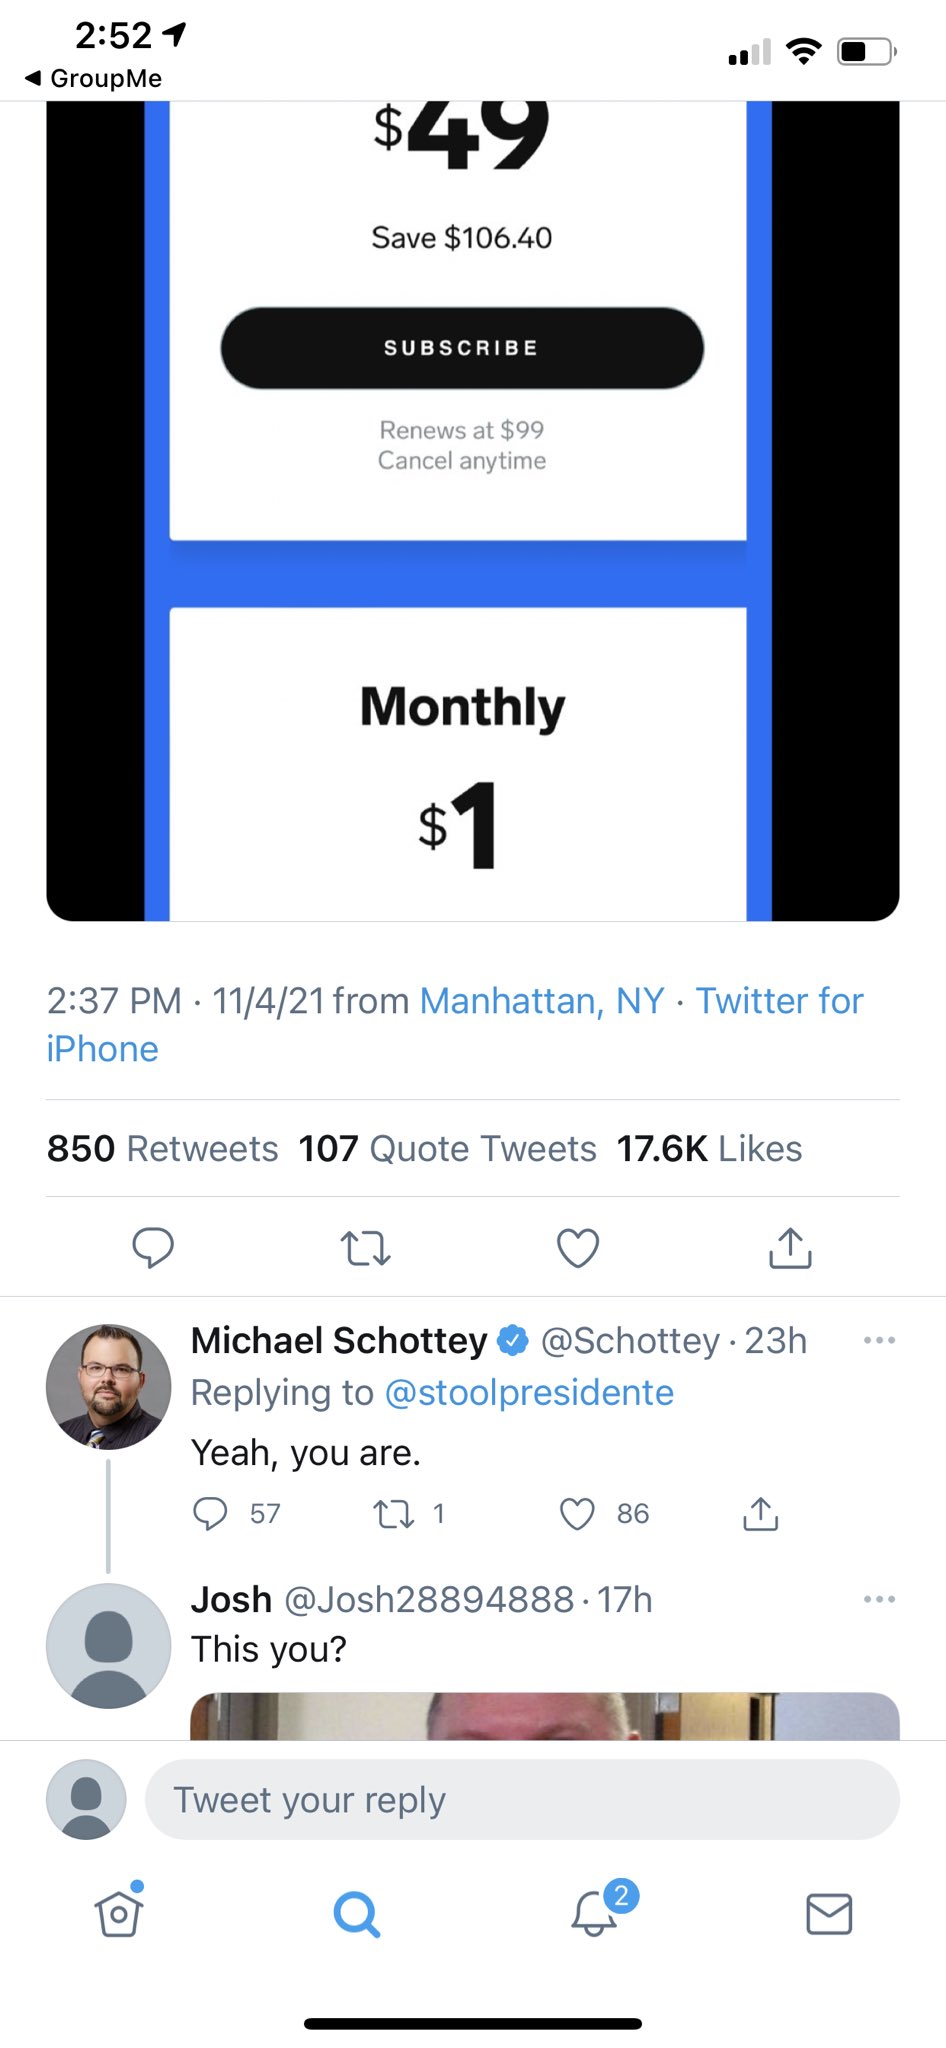 2:52
◀ GroupMe
$49
Save $106.40
SUBSCRIBE
Renews at $99
Cancel anytime
Monthly
$1
2:37 PM · 11/4/21 from Manhattan, NY · Twitter for
iPhone
850 Retweets 107 Quote Tweets 17.6K Likes
Michael Schottey @Schottey · 23h
Replying to @stoolpresidente
Yeah, you are.
57 1 86
Josh @Josh28894888 · 17h
This you?
Tweet your reply
2